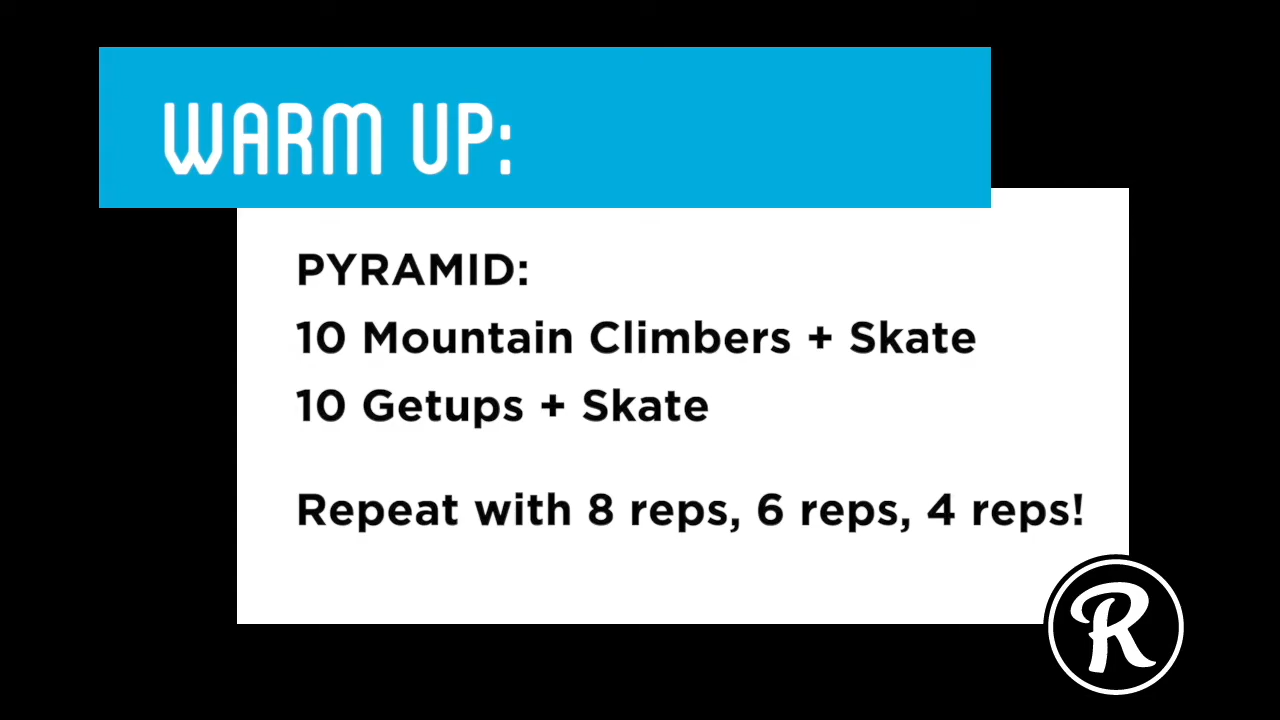 WARM UP:
PYRAMID:
10 Mountain Climbers + Skate
10 Getups + Skate
Repeat with 8 reps, 6 reps, 4 reps!
R